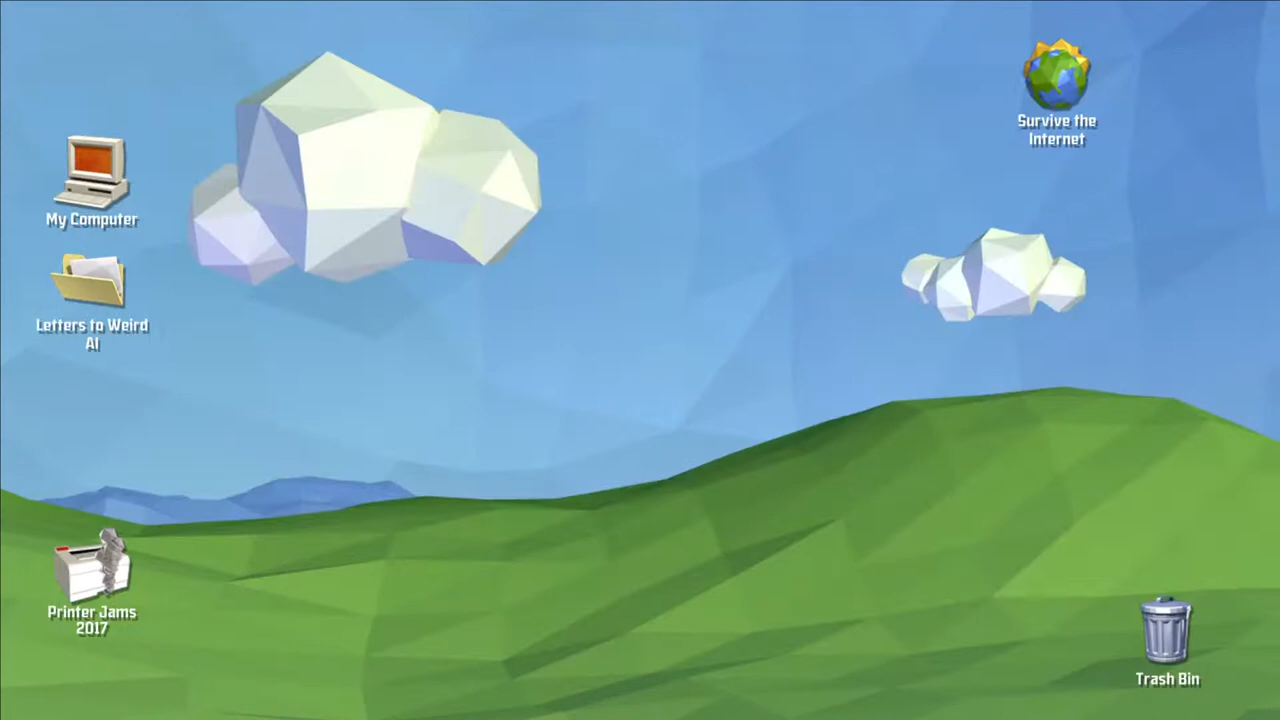 Survive the
Internet
My Computer
Letters to Weird
Al
Printer Jams
2017
Trash Bin